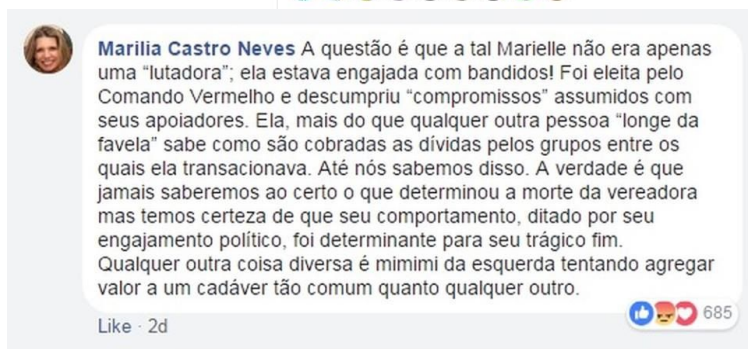 Marilia Castro Neves A questão é que a tal Marielle não era apenas
uma “lutadora”; ela estava engajada com bandidos! Foi eleita pelo
Comando Vermelho e descumpriu “compromissos” assumidos com
seus apoiadores. Ela, mais do que qualquer outra pessoa “longe da
favela” sabe como são cobradas as dívidas pelos grupos entre os
quais ela transacionava. Até nós sabemos disso. A verdade é que
jamais saberemos ao certo o que determinou a morte da vereadora
mas temos certeza de que seu comportamento, ditado por seu
engajamento político, foi determinante para seu trágico fim.
Qualquer outra coisa diversa é mimimi da esquerda tentando agregar
valor a um cadáver tão comum quanto qualquer outro.
685
Like · 2d